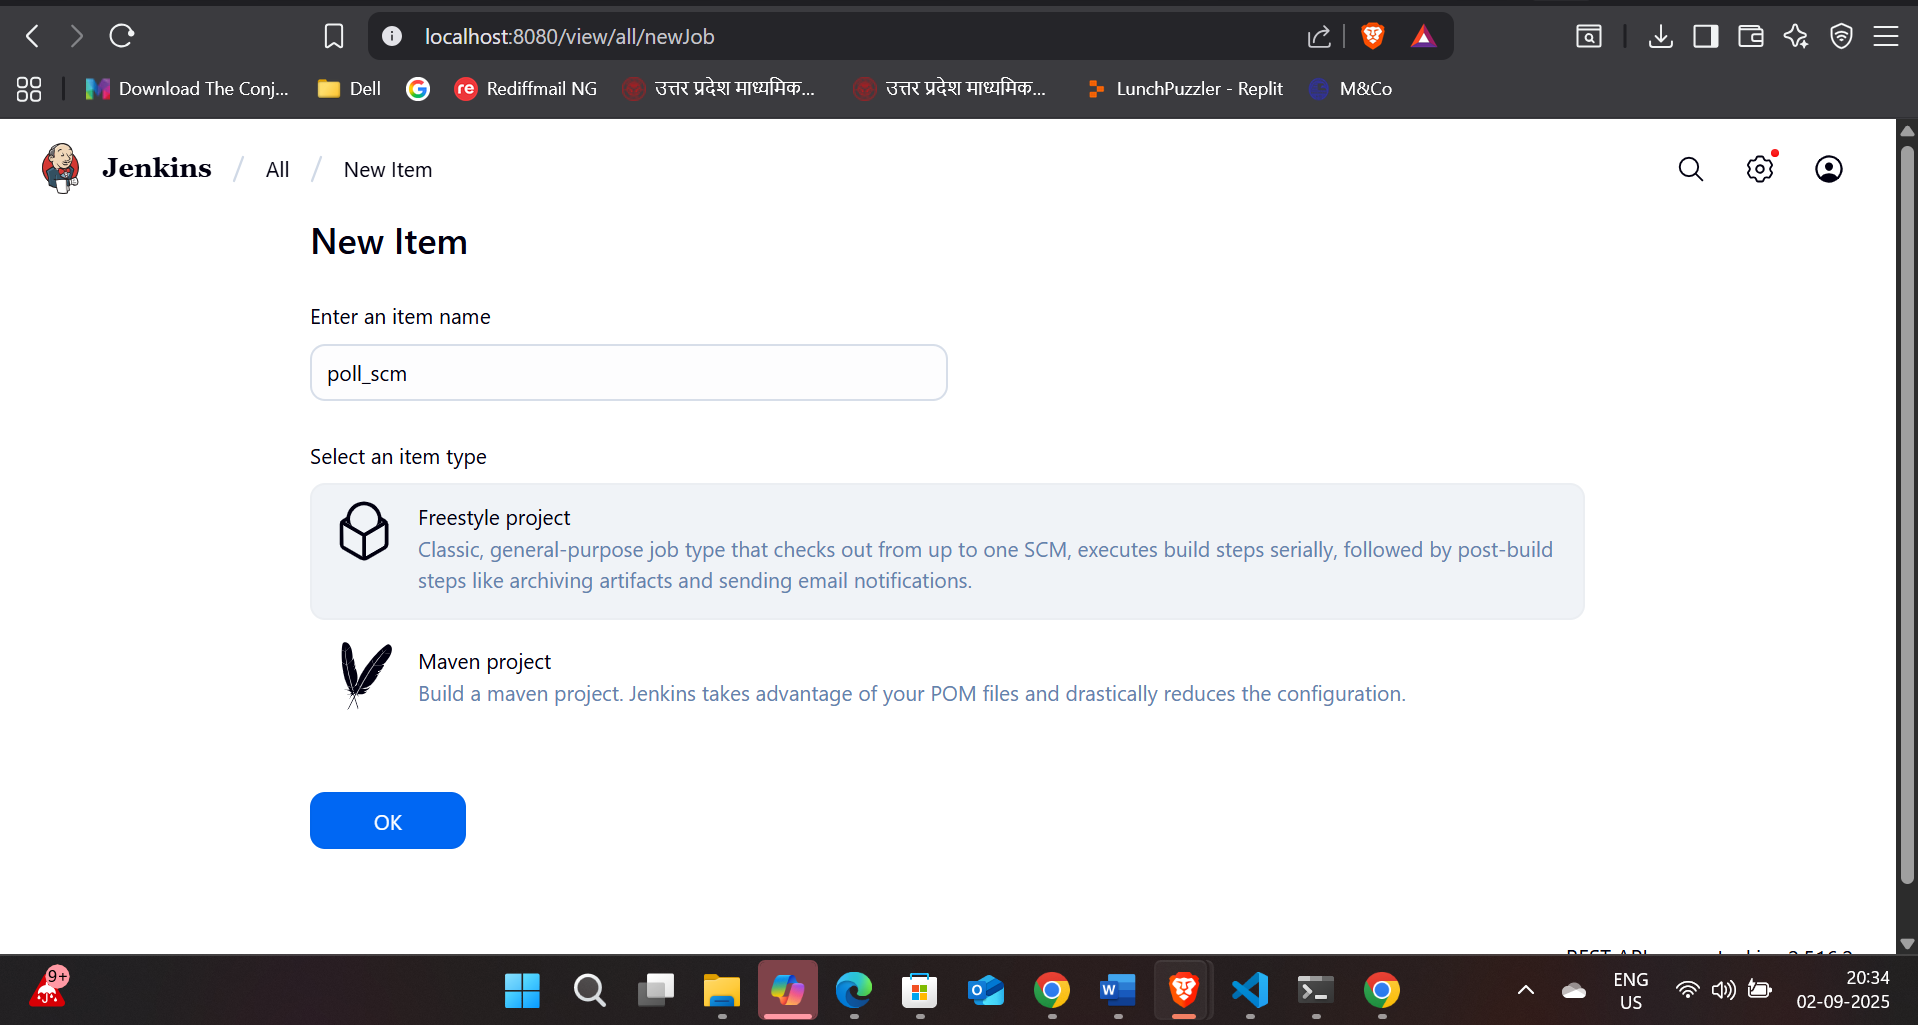 localhost:8080/view/all/newJob
Download The Conj...
Dell
re
Rediffmail NG
उत्तर प्रदेश माध्यमिक...
उत्तर प्रदेश माध्यमिक...
LunchPuzzler - Replit
M&Co
Jenkins / All / New Item
New Item
Enter an item name
poll_scm
Select an item type
Freestyle project
Classic, general-purpose job type that checks out from up to one SCM, executes build steps serially, followed by post-build
steps like archiving artifacts and sending email notifications.
Maven project
Build a maven project. Jenkins takes advantage of your POM files and drastically reduces the configuration.
OK
9+
ENG
US
20:34
02-09-2025